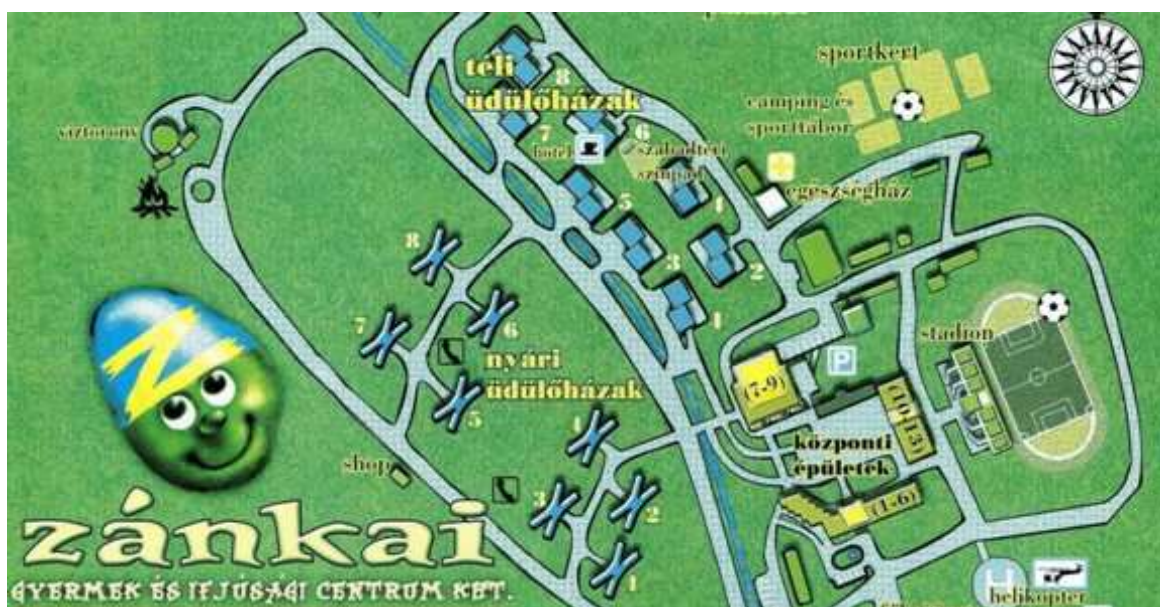 téli
üdülőházak
8
7
6
hotel
szabadtéri
színpad
5
4
3
2
1
sportkert
camping és
sporttábor
egészségház
víztorony
8
7
6
nyári
üdülőházak
5
4
3
2
1
shop
P
stadion
(7-9)
(10-13)
központi
épületek
(1-6)
H
helikopter
Z
zánkai
GYERMEK ÉS IFJÚSÁGI CENTRUM KHT.